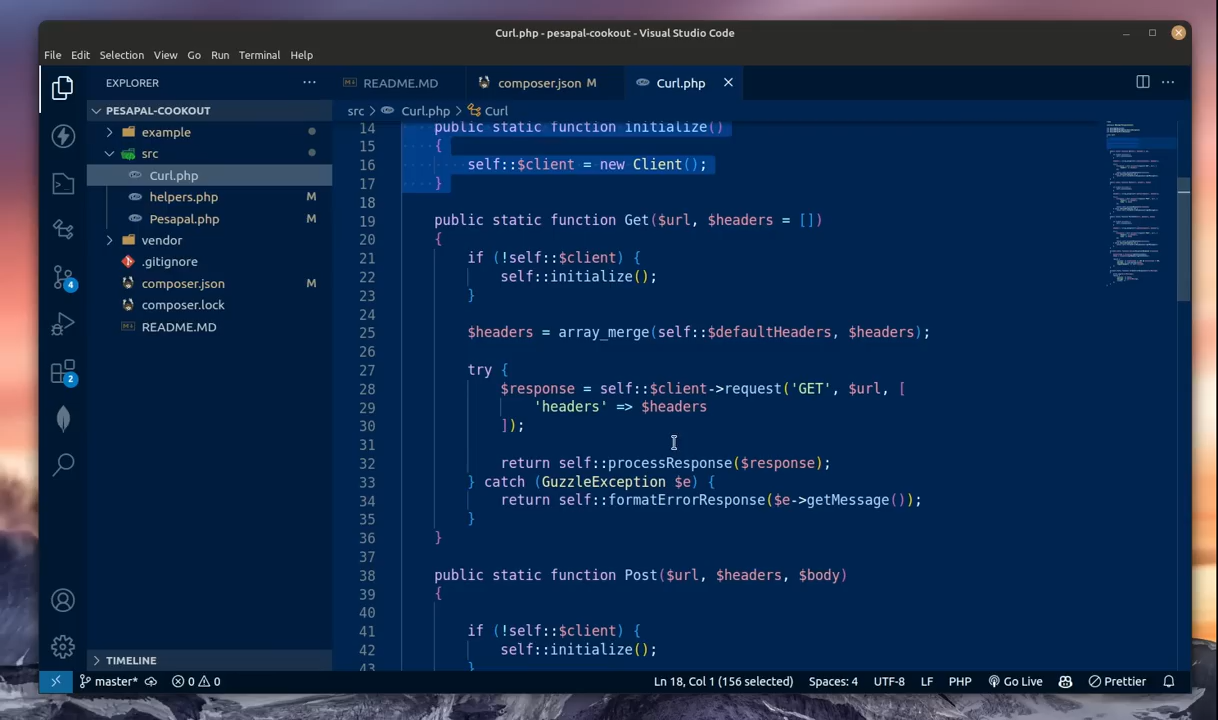 Curl.php - pesapal-cookout - Visual Studio Code
File Edit Selection View Go Run Terminal Help
EXPLORER
README.MD composer.json M Curl.php
PESAPAL-COOKOUT
src > Curl.php > Curl
example
src
Curl.php
helpers.php M
Pesapal.php M
vendor
.gitignore
composer.json M
composer.lock
README.MD
TIMELINE
4
2
14 public static function initialize()
15 {
16 self::$client = new Client();
17 }
18
19 public static function Get($url, $headers = [])
20 {
21 if (!self::$client) {
22 self::initialize();
23 }
24
25 $headers = array_merge(self::$defaultHeaders, $headers);
26
27 try {
28 $response = self::$client->request('GET', $url, [
29 'headers' => $headers
30 ]);
31
32 return self::processResponse($response);
33 } catch (GuzzleException $e) {
34 return self::formatErrorResponse($e->getMessage());
35 }
36 }
37
38 public static function Post($url, $headers, $body)
39 {
40
41 if (!self::$client) {
42 self::initialize();
43 }
master* 0 0 Ln 18, Col 1 (156 selected) Spaces: 4 UTF-8 LF PHP Go Live Prettier